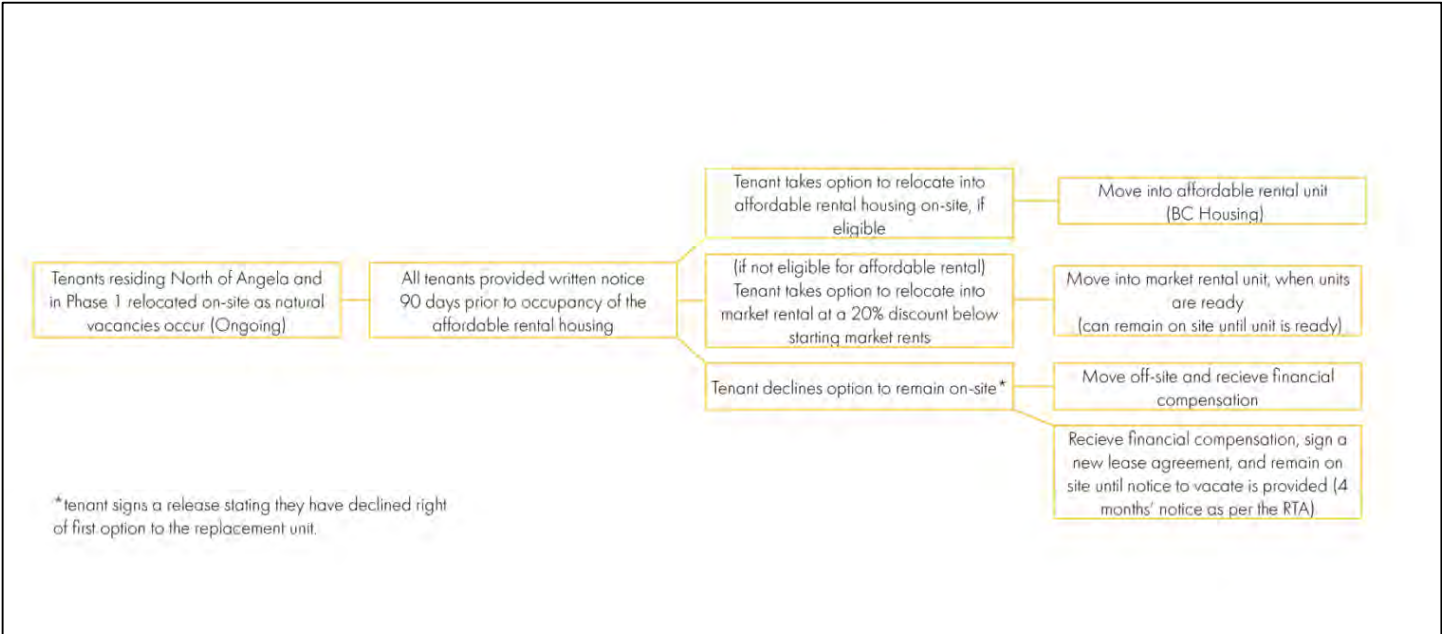 Tenants residing North of Angela and
in Phase 1 relocated on-site as natural
vacancies occur (Ongoing)
All tenants provided written notice
90 days prior to occupancy of the
affordable rental housing
Tenant takes option to relocate into
affordable rental housing on-site, if
eligible
Move into affordable rental unit
(BC Housing)
(if not eligible for affordable rental)
Tenant takes option to relocate into
market rental at a 20% discount below
starting market rents
Move into market rental unit, when units
are ready
(can remain on site until unit is ready)
Tenant declines option to remain on-site*
Move off-site and recieve financial
compensation
Recieve financial compensation, sign a
new lease agreement, and remain on
site until notice to vacate is provided (4
months' notice as per the RTA)
*tenant signs a release stating they have declined right
of first option to the replacement unit.